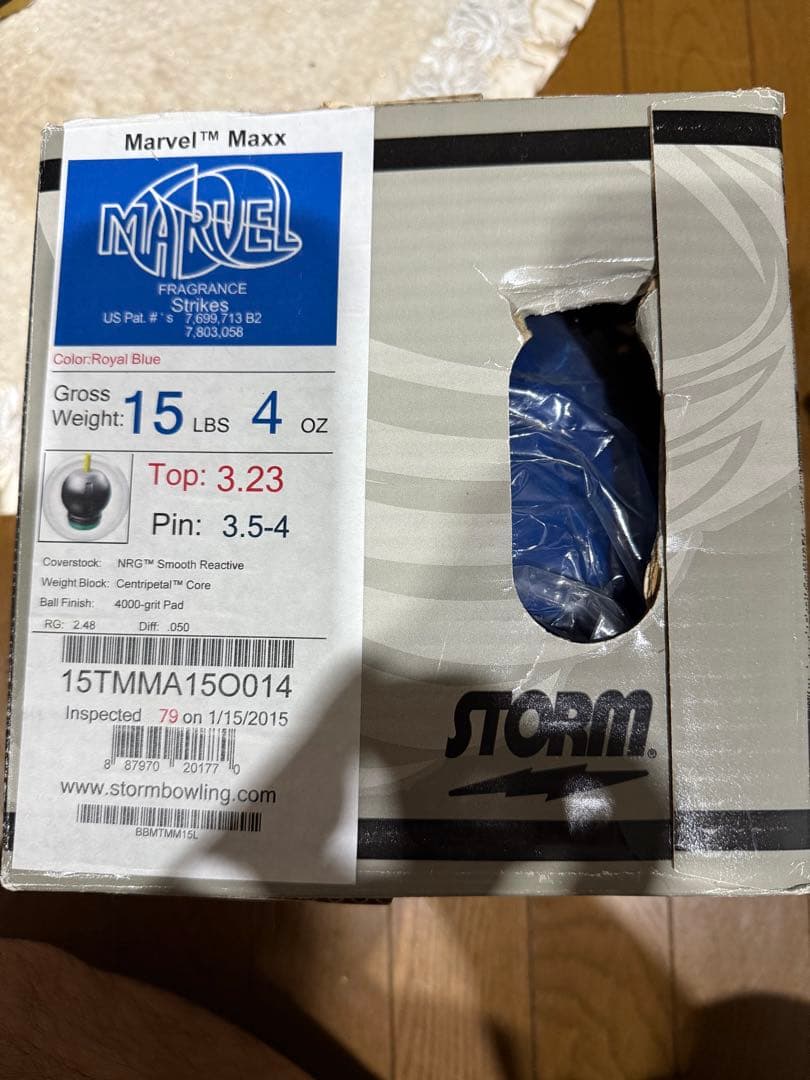 Marvel™ Maxx
MARVEL
FRAGRANCE
Strikes
US Pat. #'s 7,699,713 B2
7,803,058
Color:Royal Blue
Gross
Weight: 15 LBS 4 OZ
Top: 3.23
Pin: 3.5-4
Coverstock: NRG™ Smooth Reactive
Weight Block: Centripetal™ Core
Ball Finish: 4000-grit Pad
RG: 2.48 Diff: .050
15TMMA15O014
Inspected 79 on 1/15/2015
8 87970 20177 0
www.stormbowling.com
BBMTMM15L
STORM®